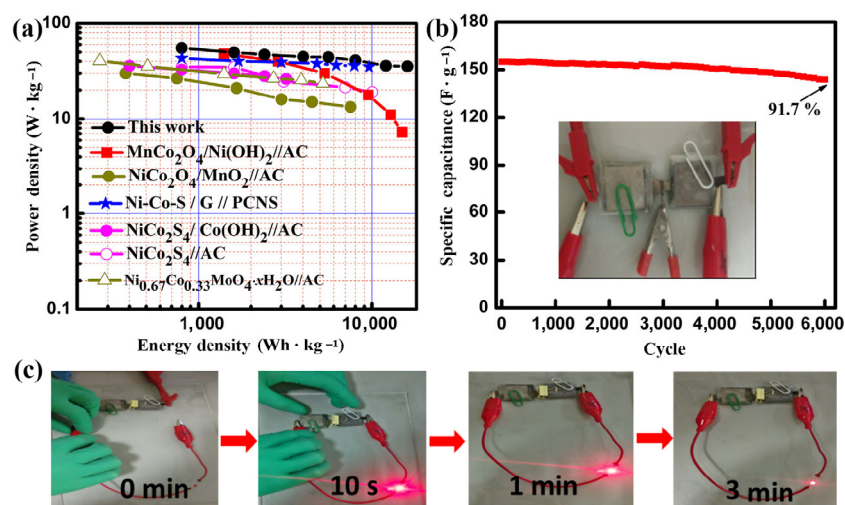 (a)
Power density (W · kg⁻¹)
100
10
1
0.1
This work
MnCo₂O₄/Ni(OH)₂//AC
NiCo₂O₄/MnO₂//AC
Ni-Co-S / G // PCNS
NiCo₂S₄/ Co(OH)₂//AC
NiCo₂S₄//AC
Ni₀.₆₇Co₀.₃₃MoO₄·xH₂O//AC
1,000 10,000
Energy density (Wh · kg⁻¹)
(b)
Specific capacitance (F · g⁻¹)
180
150
120
90
60
30
0
91.7 %
0 1,000 2,000 3,000 4,000 5,000 6,000
Cycle
(c)
0 min
10 s
1 min
3 min